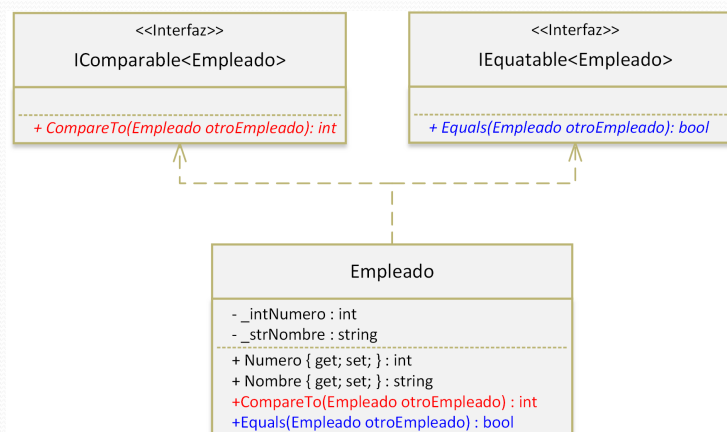 <<Interfaz>>
IComparable<Empleado>
+ CompareTo(Empleado otroEmpleado): int
<<Interfaz>>
IEquatable<Empleado>
+ Equals(Empleado otroEmpleado): bool
Empleado
- _intNumero : int
- _strNombre : string
+ Numero { get; set; } : int
+ Nombre { get; set; } : string
+CompareTo(Empleado otroEmpleado) : int
+Equals(Empleado otroEmpleado) : bool